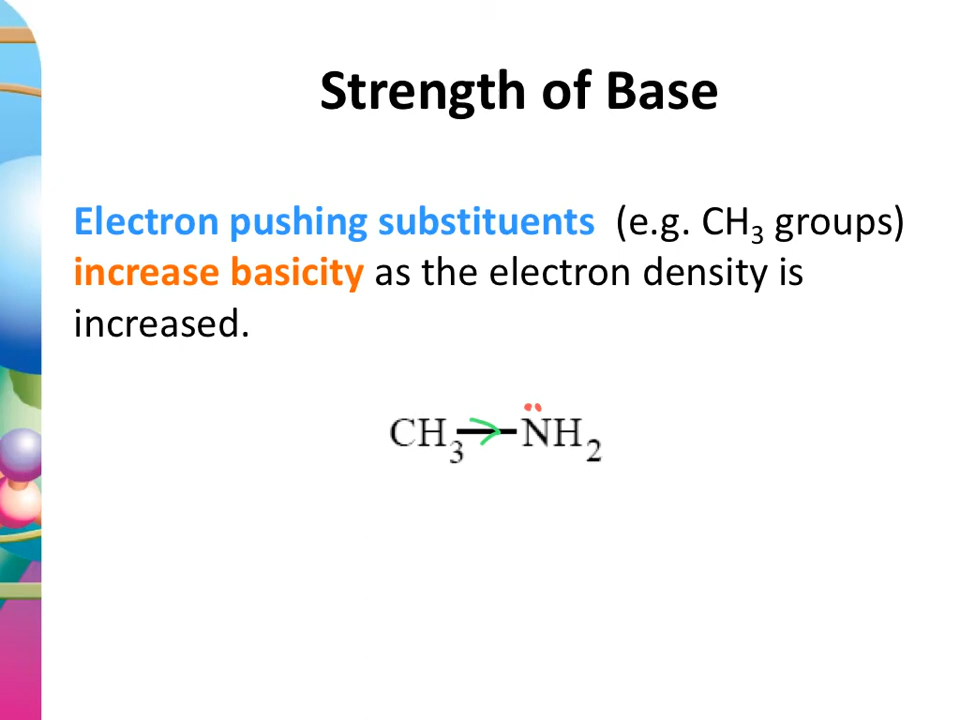 Strength of Base
Electron pushing substituents (e.g. CH₃ groups)
increase basicity as the electron density is
increased.
CH₃—NH₂